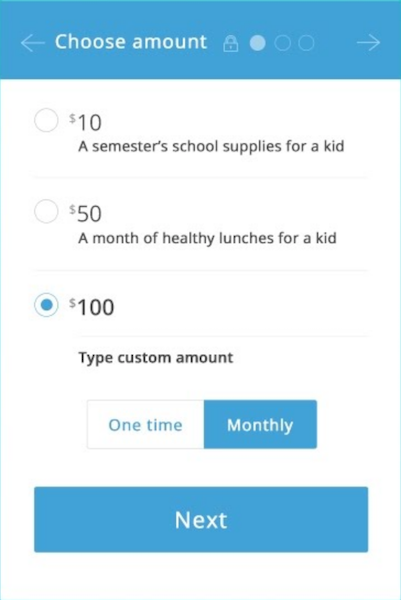 Choose amount
$10
A semester's school supplies for a kid
$50
A month of healthy lunches for a kid
$100
Type custom amount
One time Monthly
Next